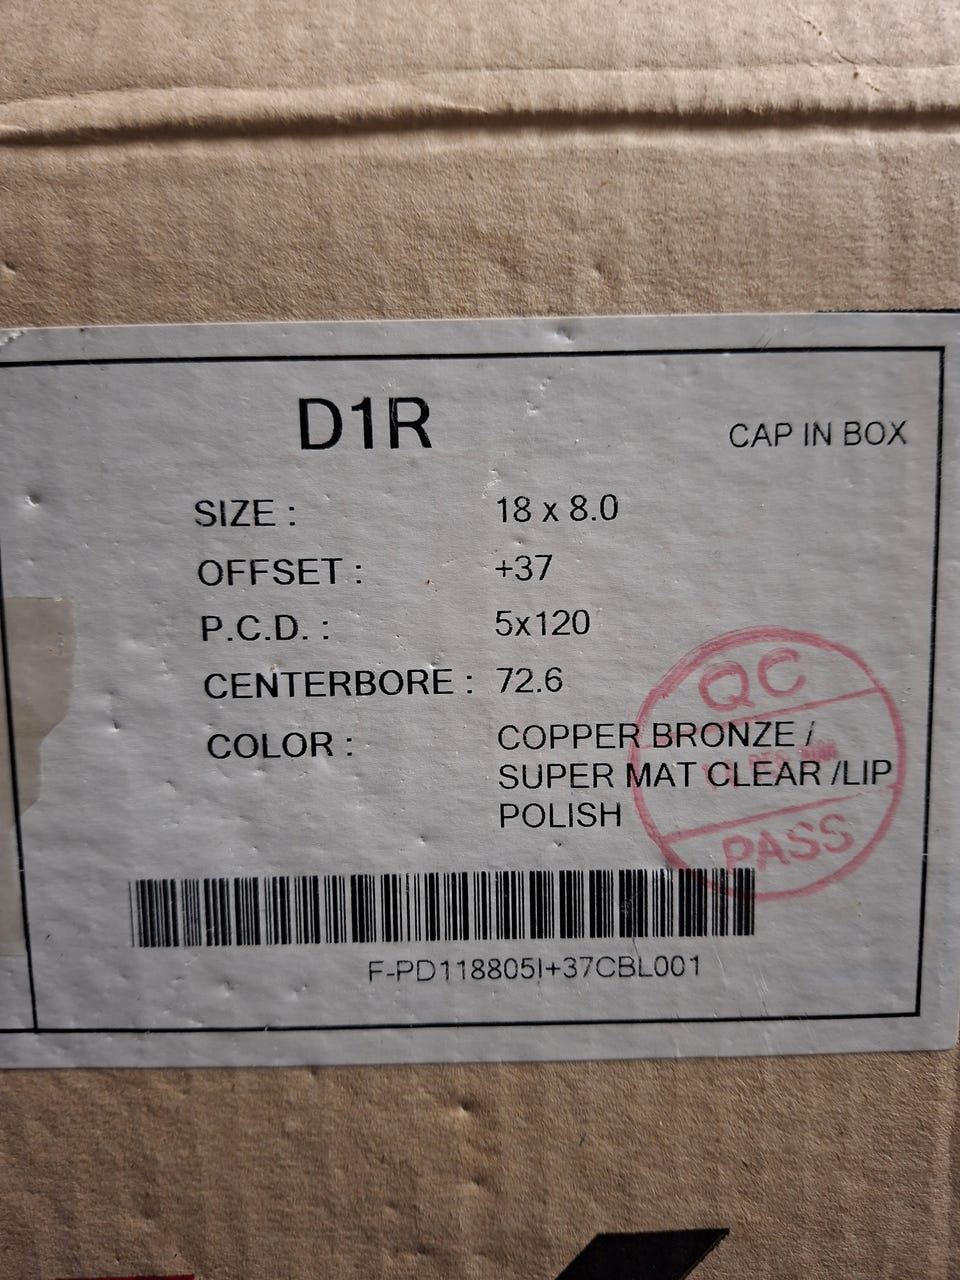 D1R
CAP IN BOX
SIZE : 18 x 8.0
OFFSET : +37
P.C.D. : 5x120
CENTERBORE : 72.6
COLOR : COPPER BRONZE /
SUPER MAT CLEAR /LIP
POLISH
QC
PASS
F-PD118805I+37CBL001